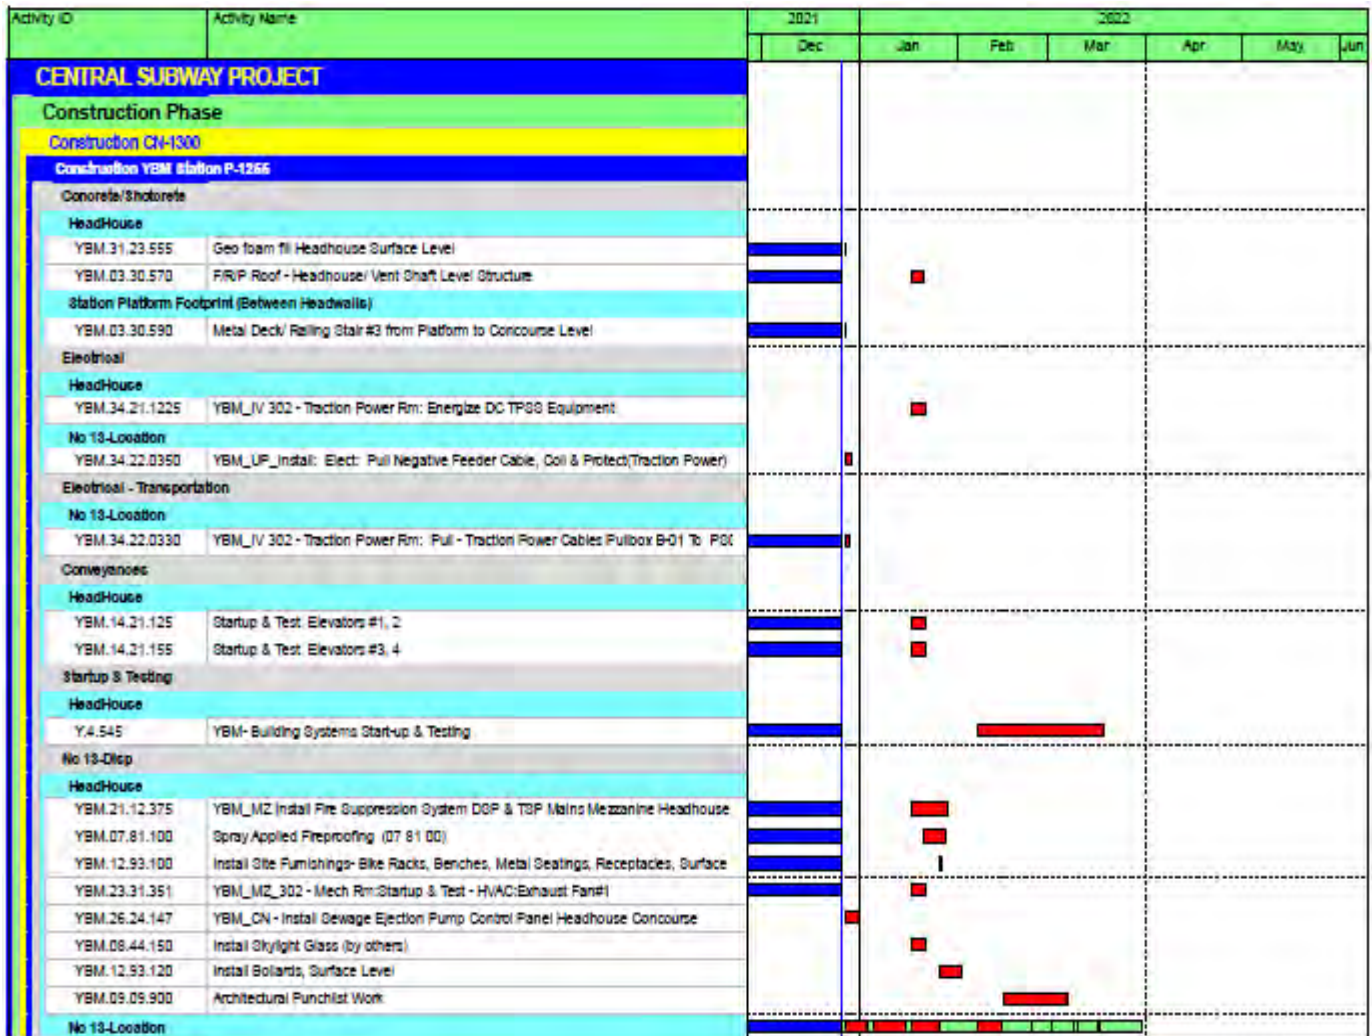 Activity ID Activity Name 2021 2022
Dec Jan Feb Mar Apr May Jun
CENTRAL SUBWAY PROJECT
Construction Phase
Construction CN-1300
Construction YBM Station P-1255
Concrete/Shotcrete
HeadHouse
YBM.31.23.555 Geo foam fill Headhouse Surface Level
YBM.03.30.570 F/R/P Roof - Headhouse/ Vent Shaft Level Structure
Station Platform Footprint (Between Headwalls)
YBM.03.30.590 Metal Deck/ Railing Stair #3 from Platform to Concourse Level
Electrical
HeadHouse
YBM.34.21.1225 YBM_IV 302 - Traction Power Rm: Energize DC TPSS Equipment
No 13-Location
YBM.34.22.0350 YBM_UP_Install: Elect: Pull Negative Feeder Cable, Coil & Protect(Traction Power)
Electrical - Transportation
No 13-Location
YBM.34.22.0330 YBM_IV 302 - Traction Power Rm: Pull - Traction Power Cables Pullbox B-01 To
Conveyances
HeadHouse
YBM.14.21.125 Startup & Test Elevators #1, 2
YBM.14.21.155 Startup & Test Elevators #3, 4
Startup & Testing
HeadHouse
Y.4.545 YBM- Building Systems Start-up & Testing
No 13-Disp
HeadHouse
YBM.21.12.375 YBM_MZ Install Fire Suppression System DSP & TSP Mains Mezzanine Headhouse
YBM.07.81.100 Spray Applied Fireproofing (07 81 00)
YBM.12.93.100 Install Site Furnishings- Bike Racks, Benches, Metal Seatings, Receptacles, Surface
YBM.23.31.351 YBM_MZ_302 - Mech Rm:Startup & Test - HVAC:Exhaust Fan#1
YBM.26.24.147 YBM_CN - Install Sewage Ejection Pump Control Panel Headhouse Concourse
YBM.08.44.150 Install Skylight Glass (by others)
YBM.12.93.120 Install Bollards, Surface Level
YBM.09.09.900 Architectural Punchlist Work
No 13-Location